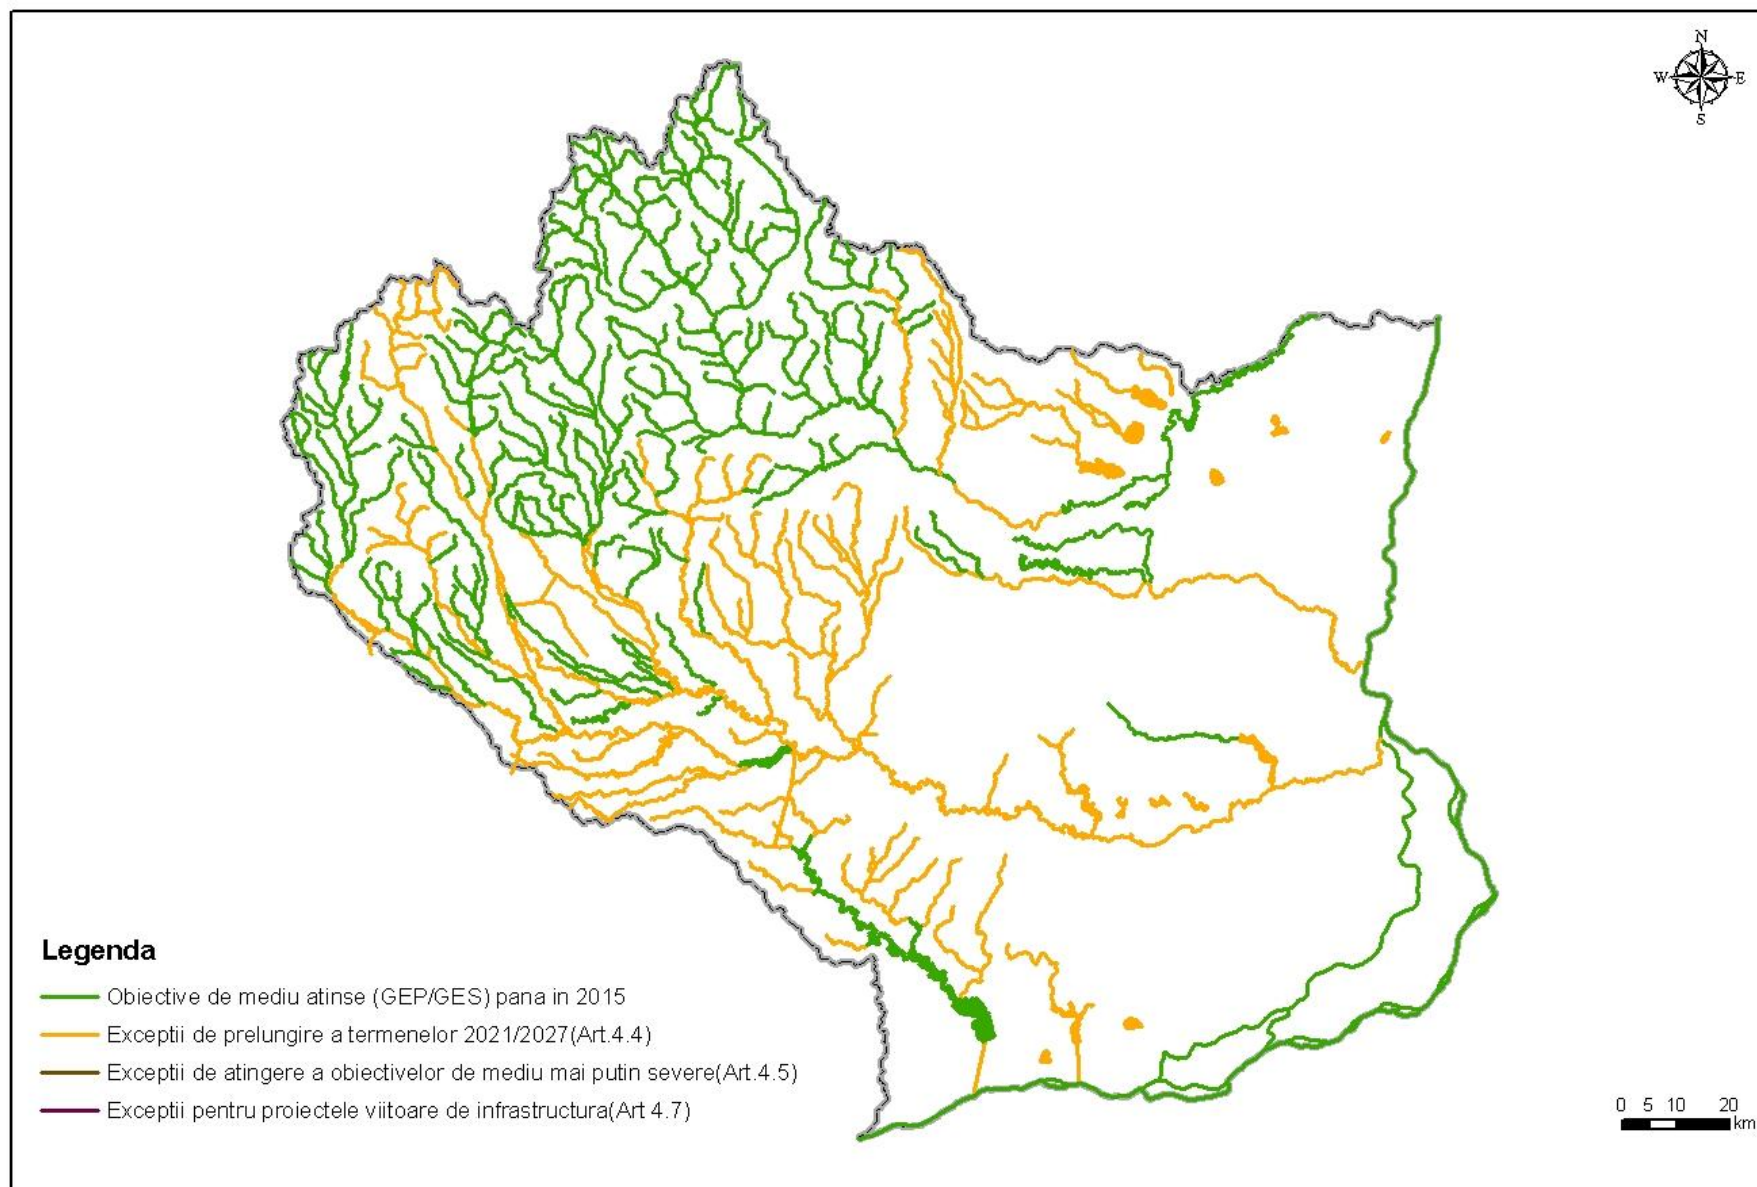 N
W E
S
Legenda
Obiective de mediu atinse (GEP/GES) pana in 2015
Exceptii de prelungire a termenelor 2021/2027(Art.4.4)
Exceptii de atingere a obiectivelor de mediu mai putin severe(Art.4.5)
Exceptii pentru proiectele viitoare de infrastructura(Art 4.7)
0 5 10 20
km